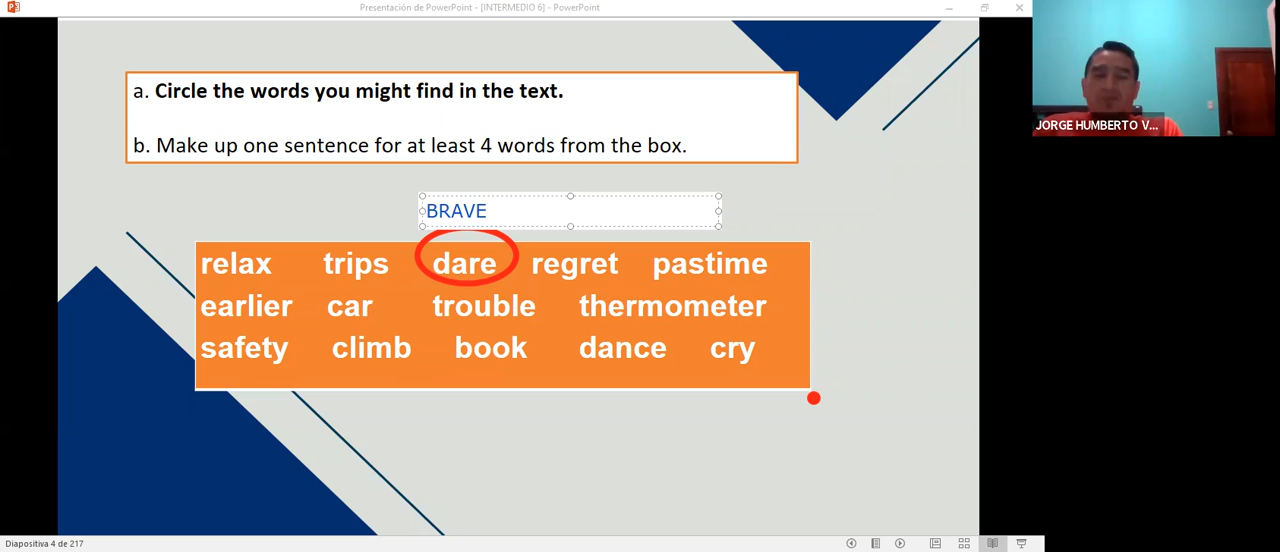 Presentación de PowerPoint - [INTERMEDIO 6] - PowerPoint
a. Circle the words you might find in the text.
JORGE HUMBERTO V...
b. Make up one sentence for at least 4 words from the box.
BRAVE
relax trips dare regret pastime
earlier car trouble thermometer
safety climb book dance cry
Diapositiva 4 de 217